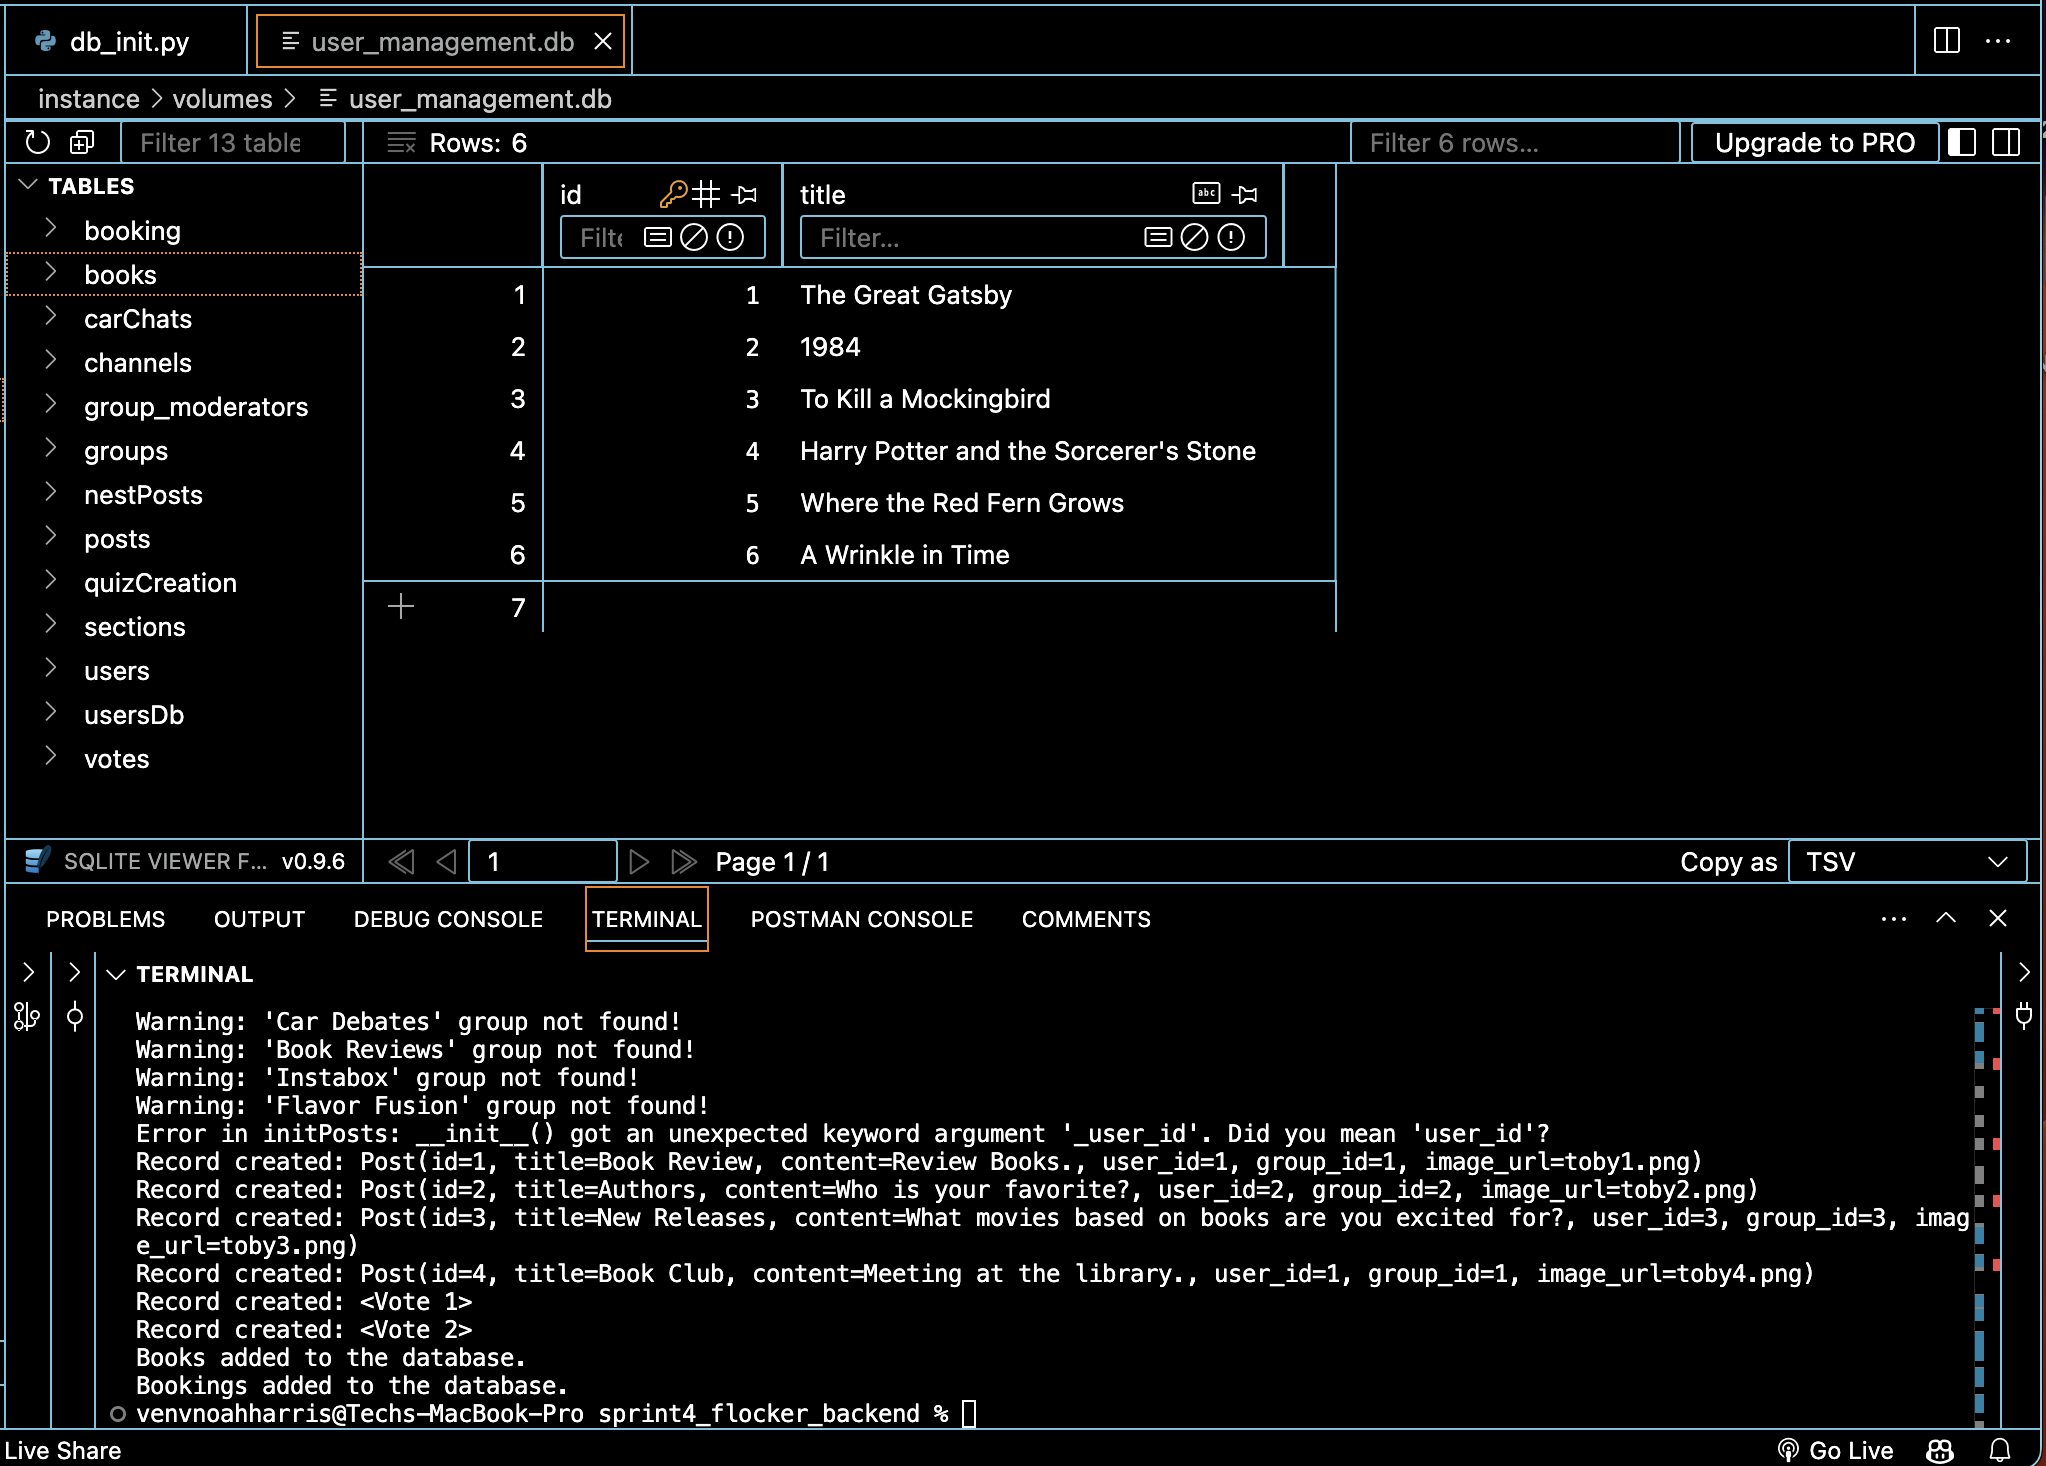 db_init.py
user_management.db
instance > volumes > user_management.db
Filter 13 table
Rows: 6
Filter 6 rows...
Upgrade to PRO
TABLES
booking
books
carChats
channels
group_moderators
groups
nestPosts
posts
quizCreation
sections
users
usersDb
votes
id
title
abc
Filte
Filter...
1 1 The Great Gatsby
2 2 1984
3 3 To Kill a Mockingbird
4 4 Harry Potter and the Sorcerer's Stone
5 5 Where the Red Fern Grows
6 6 A Wrinkle in Time
7
SQLITE VIEWER F... v0.9.6
1
Page 1 / 1
Copy as
TSV
PROBLEMS OUTPUT DEBUG CONSOLE TERMINAL POSTMAN CONSOLE COMMENTS
TERMINAL
Warning: 'Car Debates' group not found!
Warning: 'Book Reviews' group not found!
Warning: 'Instabox' group not found!
Warning: 'Flavor Fusion' group not found!
Error in initPosts: __init__() got an unexpected keyword argument '_user_id'. Did you mean 'user_id'?
Record created: Post(id=1, title=Book Review, content=Review Books., user_id=1, group_id=1, image_url=toby1.png)
Record created: Post(id=2, title=Authors, content=Who is your favorite?, user_id=2, group_id=2, image_url=toby2.png)
Record created: Post(id=3, title=New Releases, content=What movies based on books are you excited for?, user_id=3, group_id=3, imag
e_url=toby3.png)
Record created: Post(id=4, title=Book Club, content=Meeting at the library., user_id=1, group_id=1, image_url=toby4.png)
Record created: <Vote 1>
Record created: <Vote 2>
Books added to the database.
Bookings added to the database.
venvnoahharris@Techs-MacBook-Pro sprint4_flocker_backend %
Live Share
Go Live